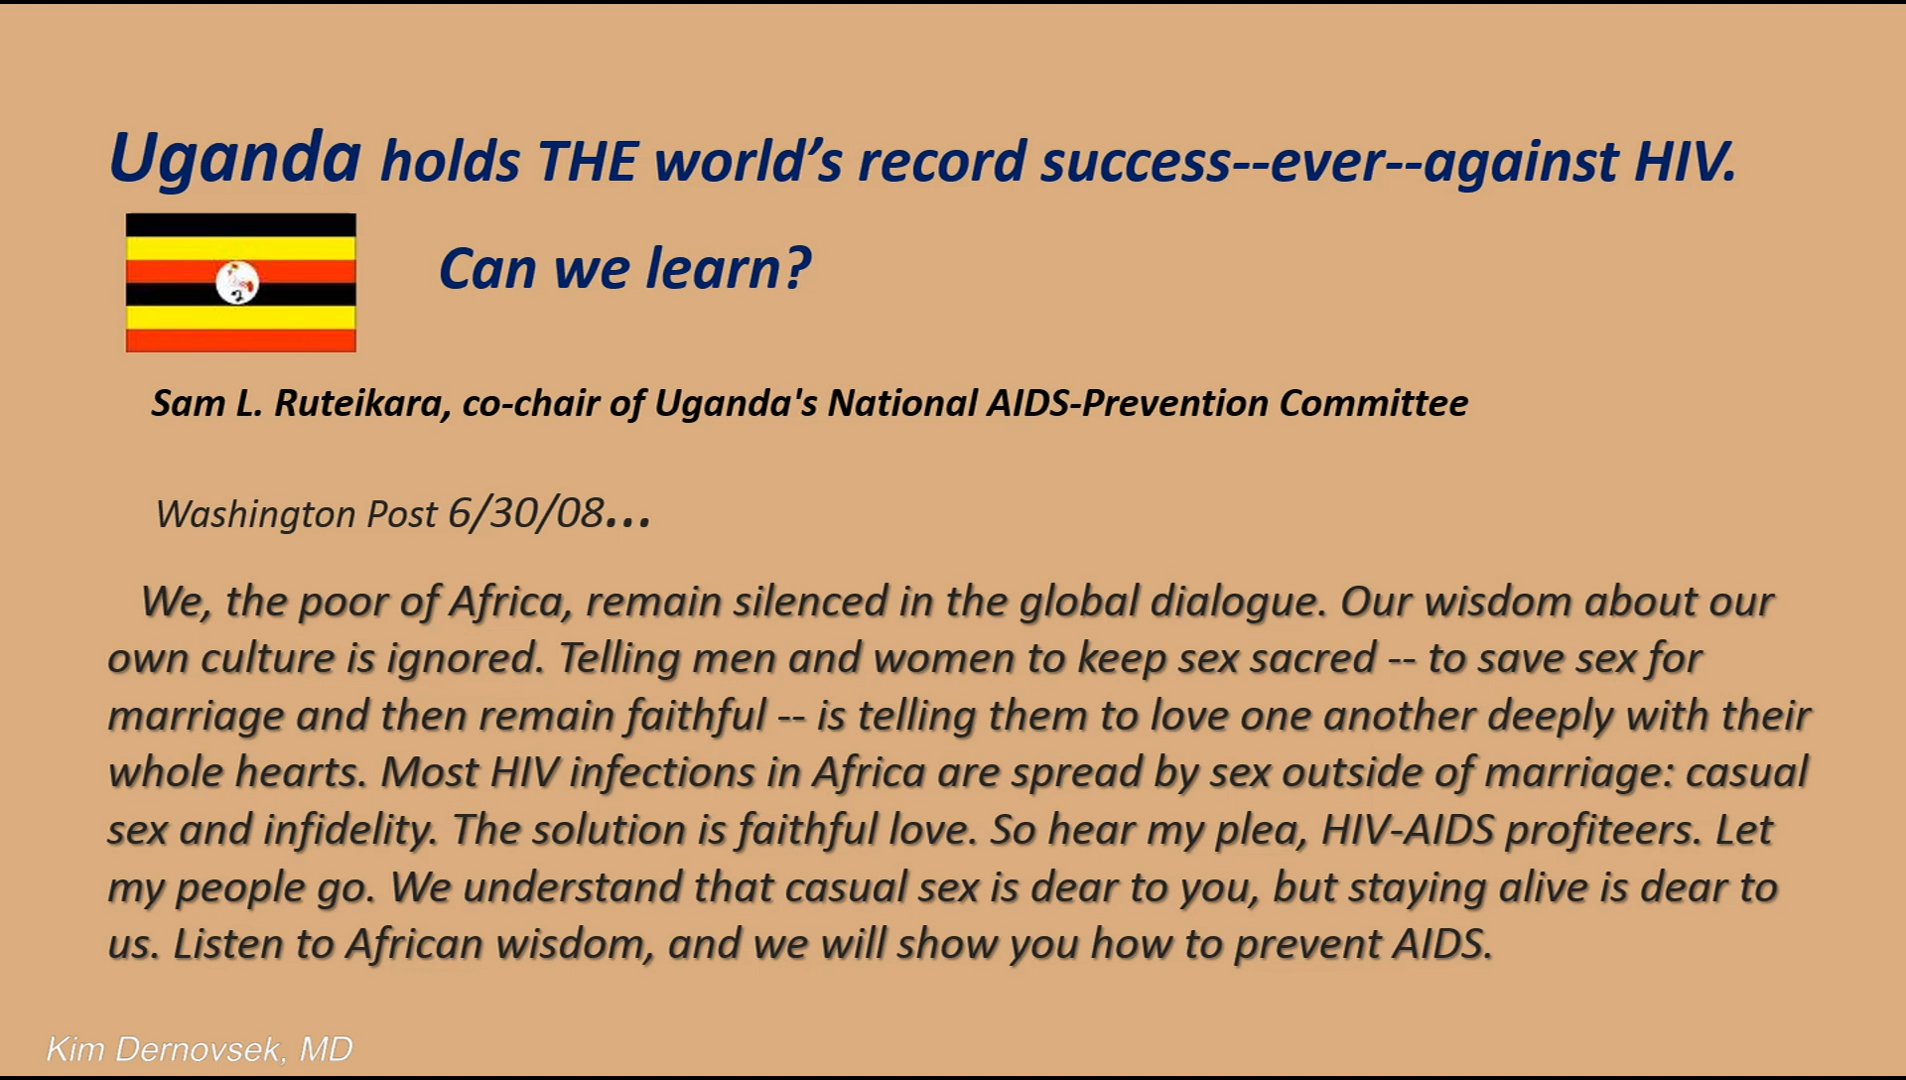 Uganda holds THE world’s record success--ever--against HIV.
Can we learn?
Sam L. Ruteikara, co-chair of Uganda's National AIDS-Prevention Committee
Washington Post 6/30/08...
We, the poor of Africa, remain silenced in the global dialogue. Our wisdom about our
own culture is ignored. Telling men and women to keep sex sacred -- to save sex for
marriage and then remain faithful -- is telling them to love one another deeply with their
whole hearts. Most HIV infections in Africa are spread by sex outside of marriage: casual
sex and infidelity. The solution is faithful love. So hear my plea, HIV-AIDS profiteers. Let
my people go. We understand that casual sex is dear to you, but staying alive is dear to
us. Listen to African wisdom, and we will show you how to prevent AIDS.
Kim Dernovsek, MD